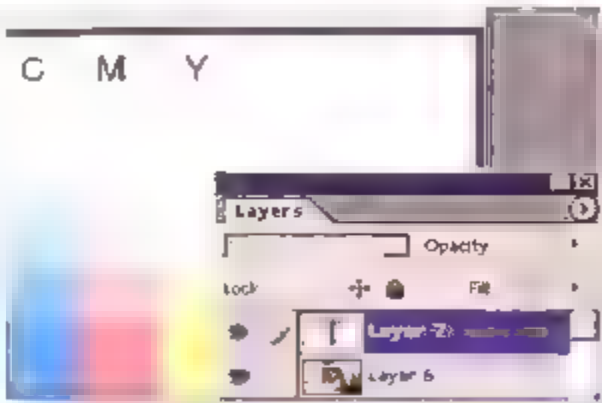 C M Y
Layers
Opacity
Lock Fill
Layer 2
Layer 6